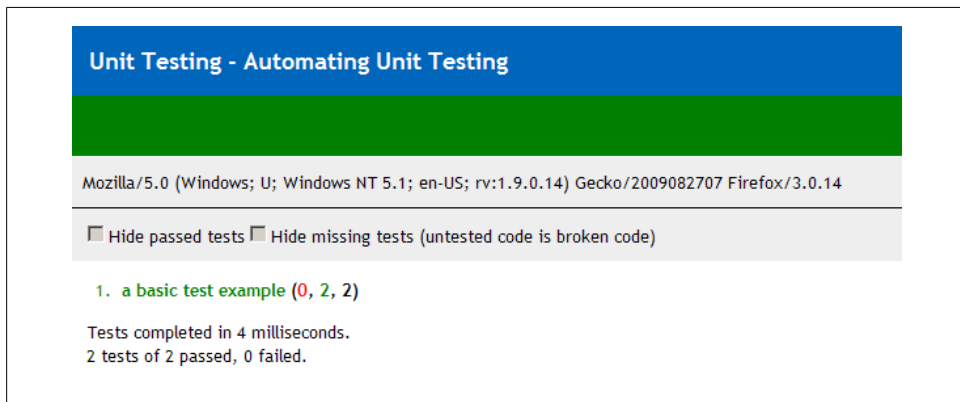 Unit Testing - Automating Unit Testing
Mozilla/5.0 (Windows; U; Windows NT 5.1; en-US; rv:1.9.0.14) Gecko/2009082707 Firefox/3.0.14
Hide passed tests Hide missing tests (untested code is broken code)
1. a basic test example (0, 2, 2)
Tests completed in 4 milliseconds.
2 tests of 2 passed, 0 failed.